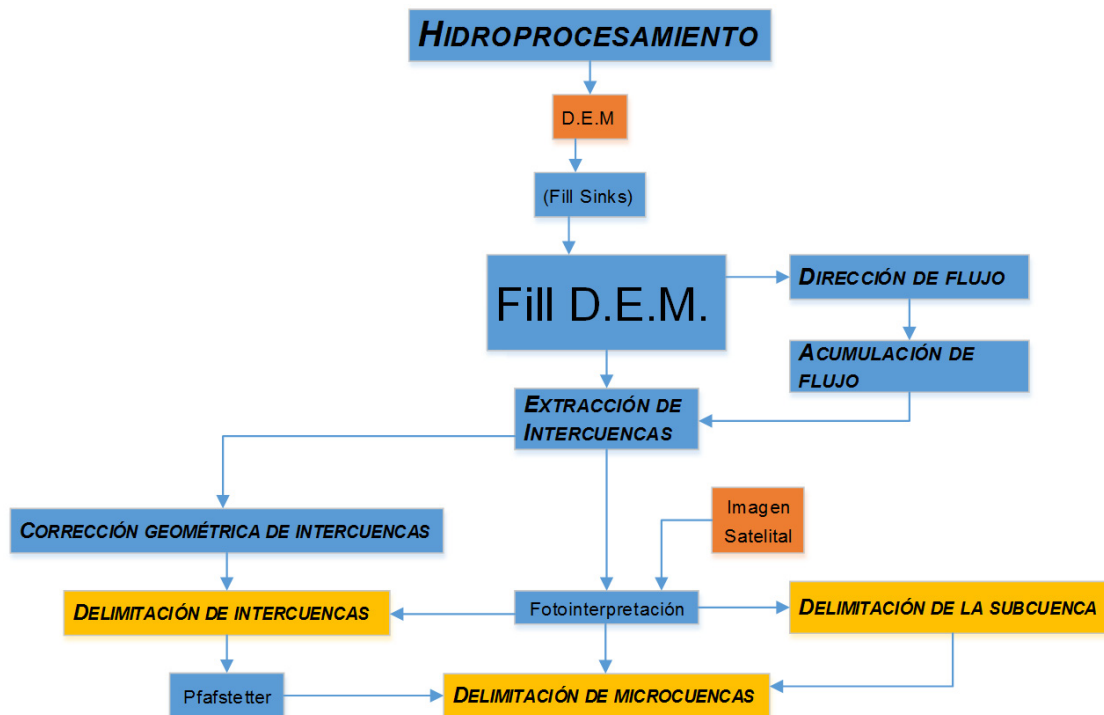 HIDROPROCESAMIENTO
D.E.M
(Fill Sinks)
Fill D.E.M.
DIRECCIÓN DE FLUJO
ACUMULACIÓN DE
FLUJO
EXTRACCIÓN DE
INTERCUENCAS
Imagen
Satelital
CORRECCIÓN GEOMÉTRICA DE INTERCUENCAS
DELIMITACIÓN DE INTERCUENCAS
Fotointerpretación
DELIMITACIÓN DE LA SUBCUENCA
Pfafstetter
DELIMITACIÓN DE MICROCUENCAS